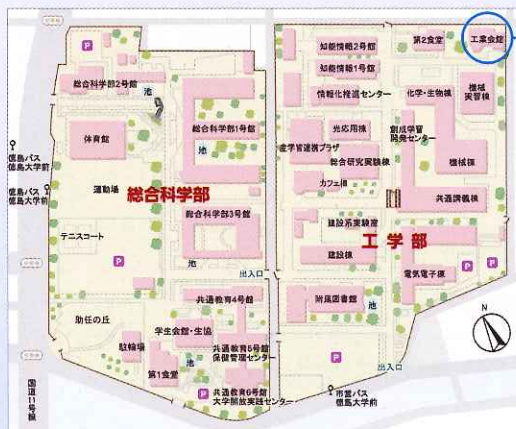 P
総合科学部2号館
池
体育館
総合科学部1号館
池
徳島バス
徳島大学前
徳島バス
徳島大学前
運動場
総合科学部
総合科学部3号館
テニスコート
P
池
出入口
共通教育4号館
助任の丘
学生会館・生協
駐輪場
共通教育5号館
保健管理センター
池
第1食堂
P
共通教育6号館
大学開放実践センター
国道11号線
知能情報2号館
第2食堂
工業会館
知能情報1号館
情報化推進センター
化学・生物棟
機械
実習棟
光応用棟
創成学習
開発センター
産学官連携プラザ
総合研究実験棟
機械棟
カフェ
共通講義棟
建設系実験室
工学部
建設棟
電気電子棟
P
P
附属図書館
池
P
N
出入口
市営バス
徳島大学前